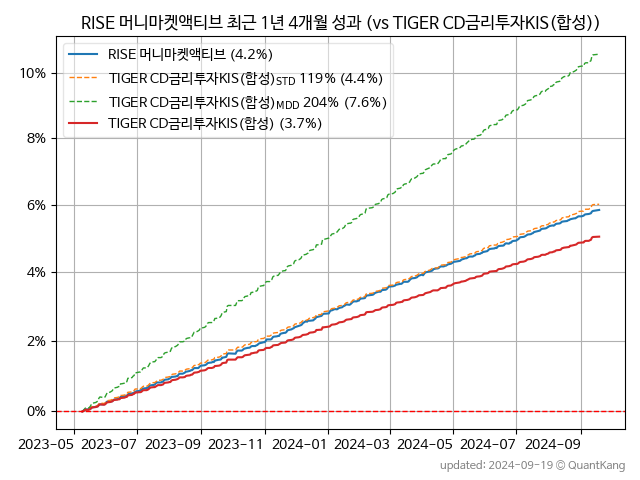 RISE 머니마켓액티브 최근 1년 4개월 성과 (vs TIGER CD금리투자KIS(합성))
RISE 머니마켓액티브 (4.2%)
TIGER CD금리투자KIS(합성)STD 119% (4.4%)
TIGER CD금리투자KIS(합성)MDD 204% (7.6%)
TIGER CD금리투자KIS(합성) (3.7%)
10%
8%
6%
4%
2%
0%
2023-05 2023-07 2023-09 2023-11 2024-01 2024-03 2024-05 2024-07 2024-09
updated: 2024-09-19 © QuantKang